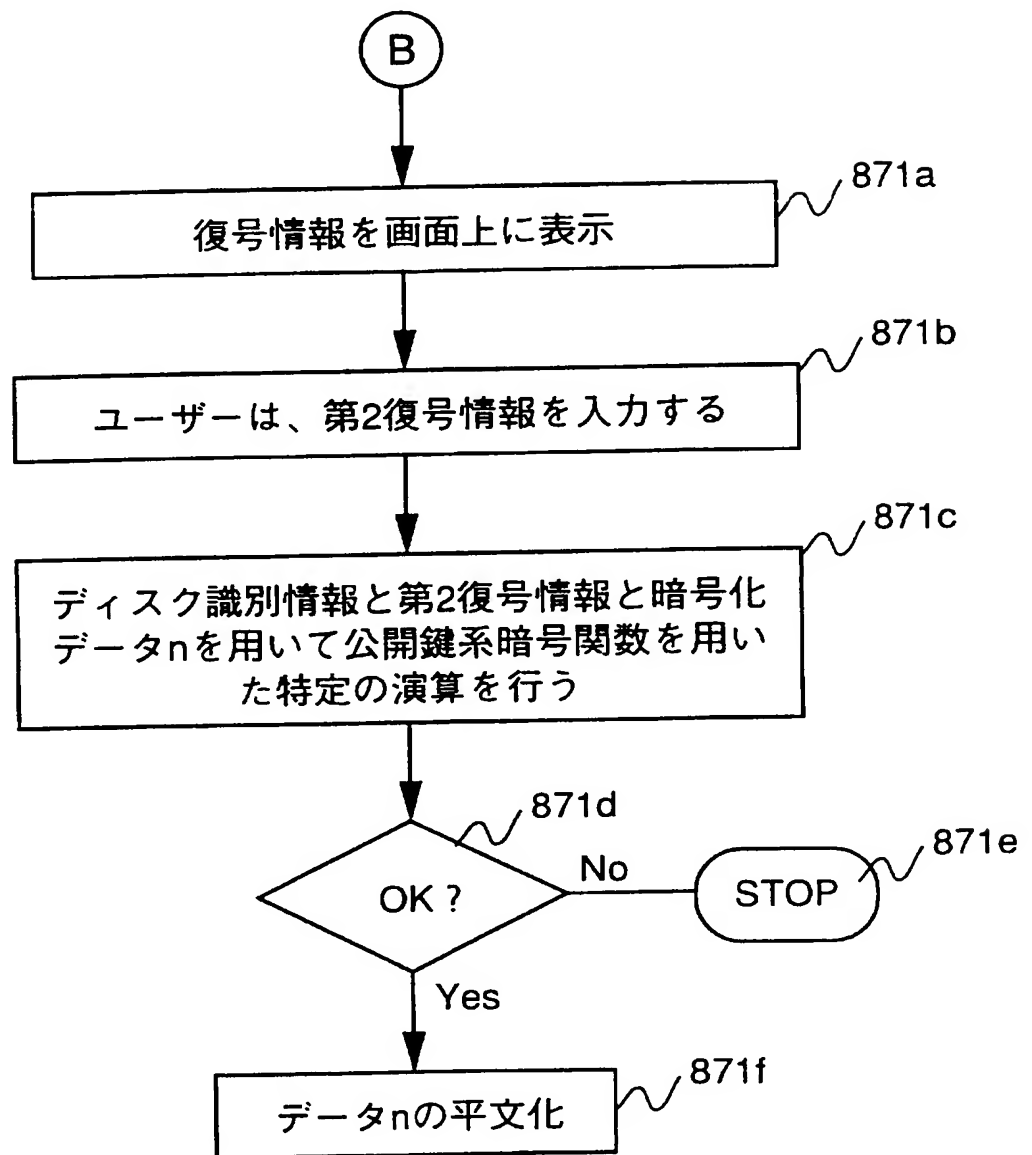 B
871a
復号情報を画面上に表示
871b
ユーザーは、第2復号情報を入力する
871c
ディスク識別情報と第2復号情報と暗号化
データnを用いて公開鍵系暗号関数を用い
た特定の演算を行う
871d
OK ?
No
871e
STOP
Yes
871f
データnの平文化